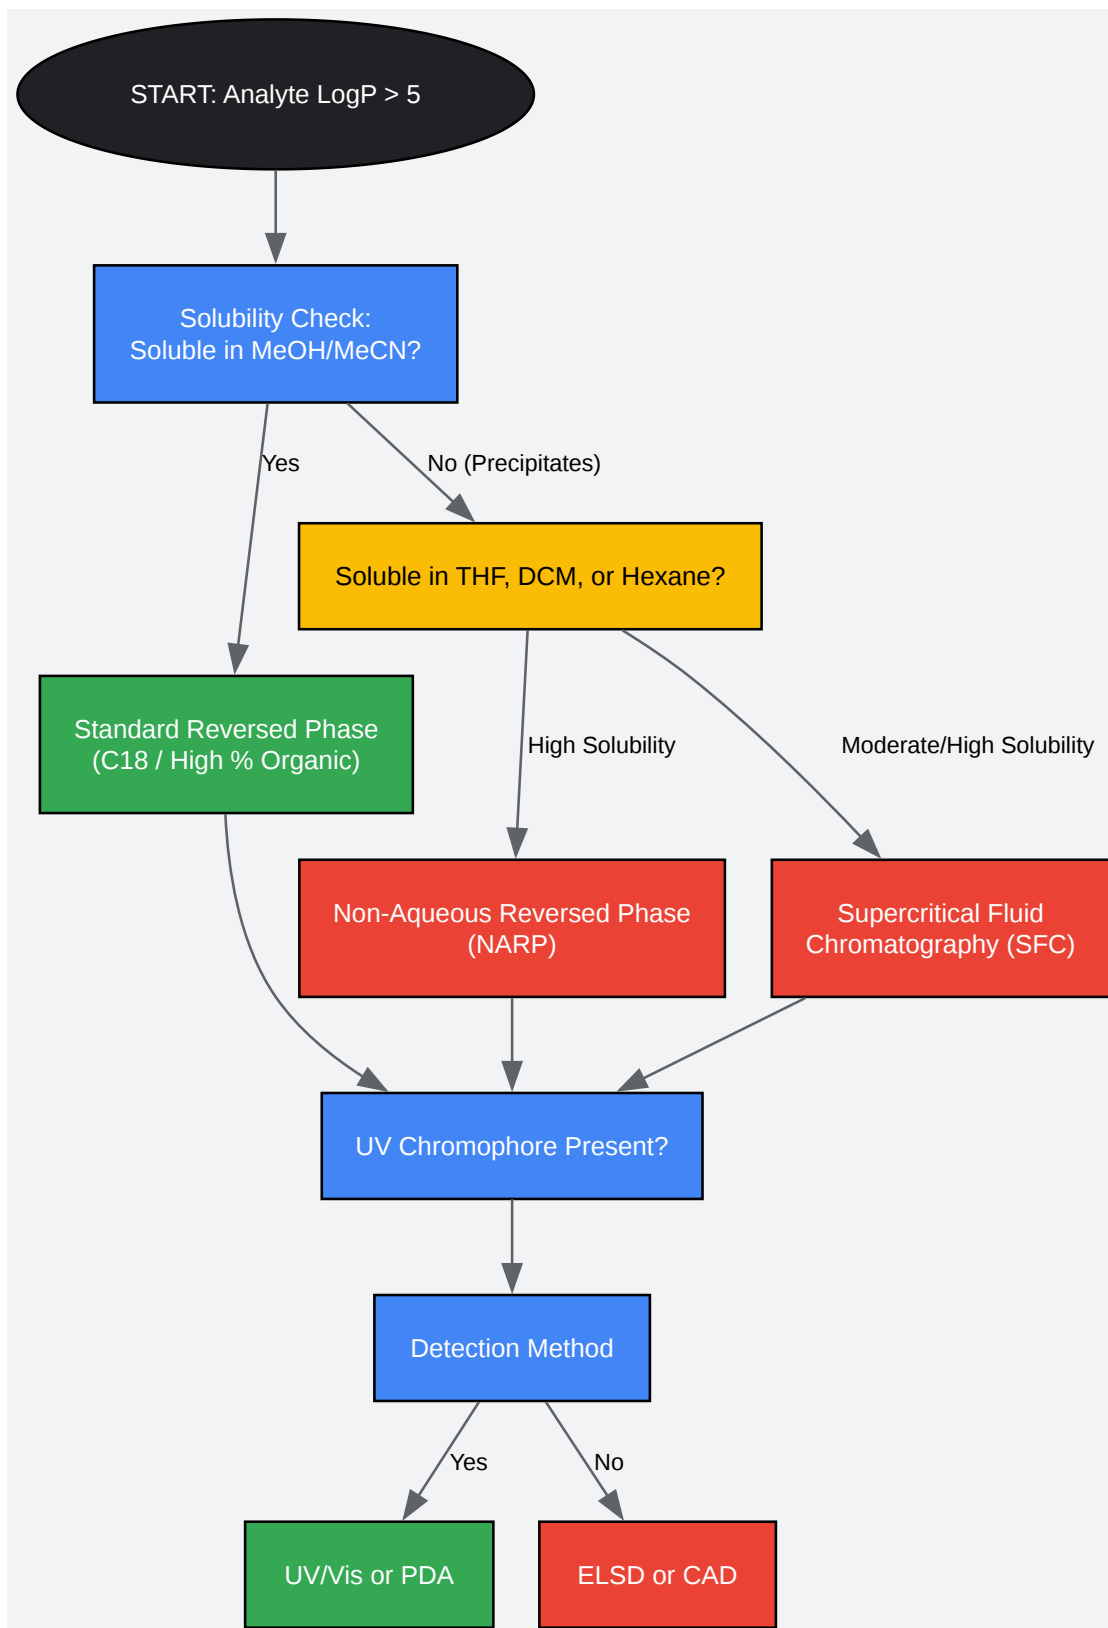 START: Analyte LogP > 5
Solubility Check:
Soluble in MeOH/MeCN?
Yes
No (Precipitates)
Soluble in THF, DCM, or Hexane?
Standard Reversed Phase
(C18 / High % Organic)
High Solubility
Moderate/High Solubility
Non-Aqueous Reversed Phase
(NARP)
Supercritical Fluid
Chromatography (SFC)
UV Chromophore Present?
Detection Method
Yes
No
UV/Vis or PDA
ELSD or CAD